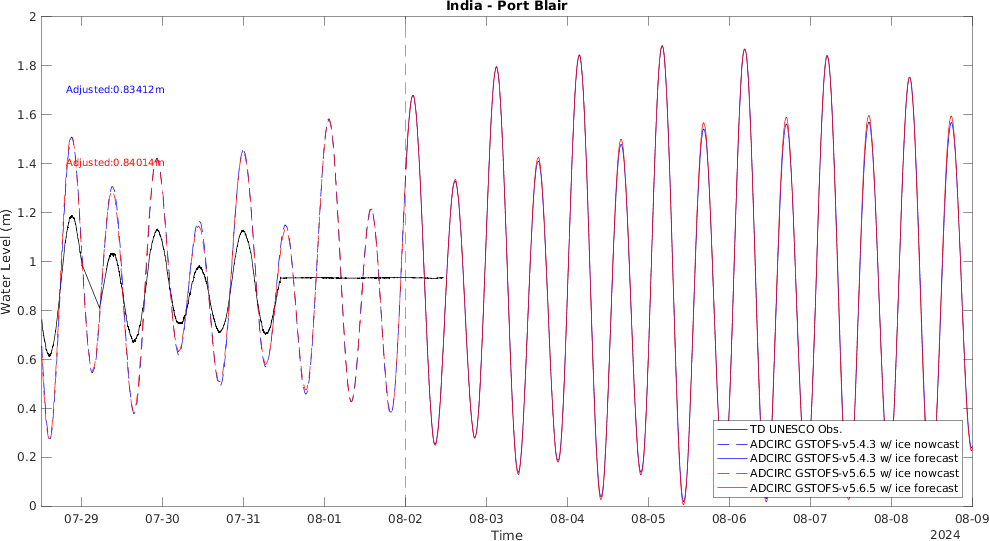 India - Port Blair
2
1.8
1.6
1.4
1.2
1
0.8
0.6
0.4
0.2
0
Water Level (m)
Adjusted:0.83412m
Adjusted:0.84014m
TD UNESCO Obs.
ADCIRC GSTOFS-v5.4.3 w/ ice nowcast
ADCIRC GSTOFS-v5.4.3 w/ ice forecast
ADCIRC GSTOFS-v5.6.5 w/ ice nowcast
ADCIRC GSTOFS-v5.6.5 w/ ice forecast
07-29 07-30 07-31 08-01 08-02 08-03 08-04 08-05 08-06 08-07 08-08 08-09
Time
2024